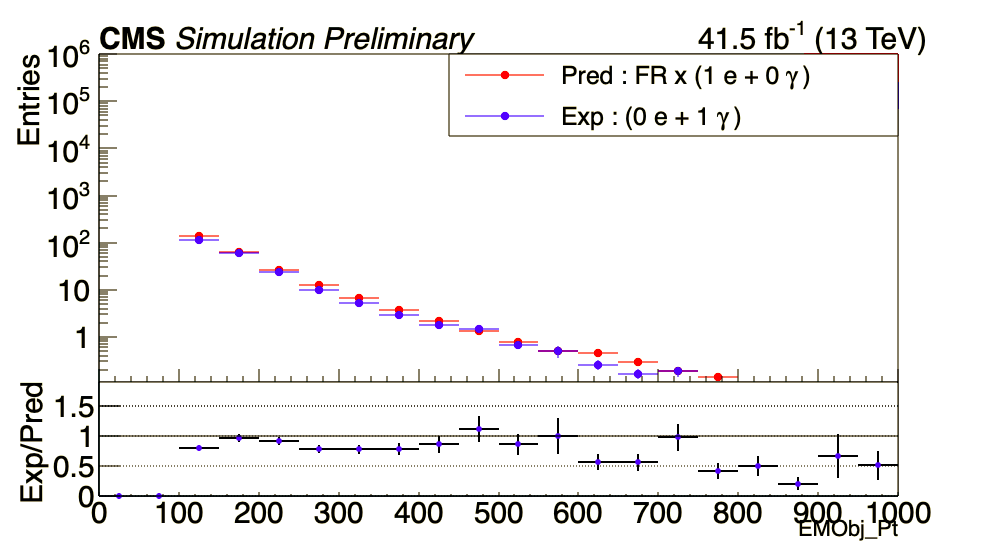 CMS Simulation Preliminary 41.5 fb⁻¹ (13 TeV)
Entries
10⁶
10⁵
10⁴
10³
10²
10
1
Pred : FR x (1 e + 0 γ)
Exp : (0 e + 1 γ)
Exp/Pred
1.5
1
0.5
0
0 100 200 300 400 500 600 700 800 900 1000
EMObj_Pt